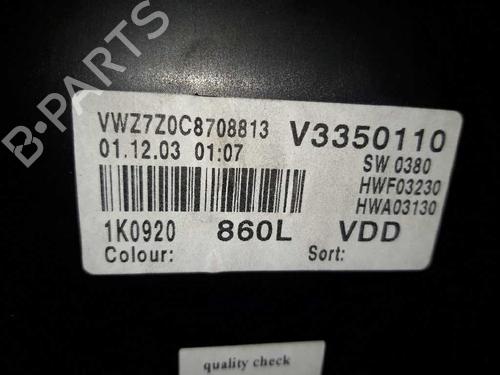 B-PARTS
VWZ7Z0C8708813 V3350110
01.12.03 01:07 SW 0380
HWF03230
HWA03130
1K0920 860L VDD
Colour: Sort:
quality check